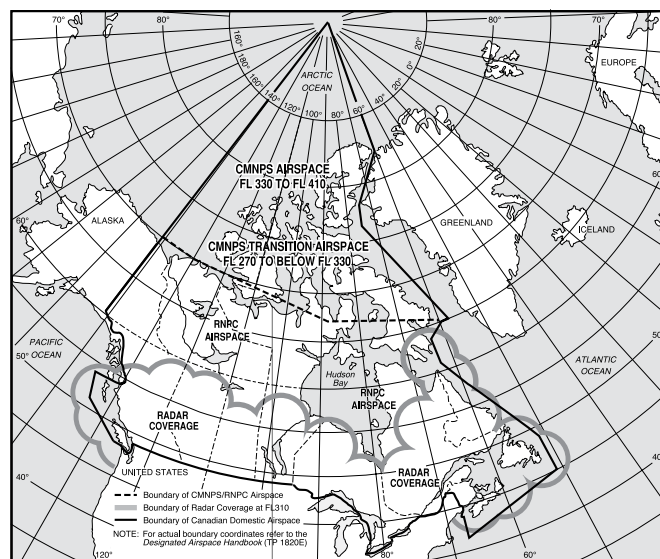 70°
80°
80°
70°
160°
180°
160°
140°
120°
100°
80°
60°
40°
20°
0°
20°
EUROPE
ARCTIC
OCEAN
60°
60°
CMNPS AIRSPACE
FL 330 TO FL 410
ALASKA
GREENLAND
ICELAND
CMNPS TRANSITION AIRSPACE
FL 270 TO BELOW FL 330
RNPC
AIRSPACE
PACIFIC
OCEAN
50°
50°
ATLANTIC
OCEAN
Hudson
Bay
RNPC
AIRSPACE
RADAR
COVERAGE
RADAR
COVERAGE
40°
40°
UNITED STATES
Boundary of CMNPS/RNPC Airspace
Boundary of Radar Coverage at FL310
Boundary of Canadian Domestic Airspace
NOTE: For actual boundary coordinates refer to the
Designated Airspace Handbook (TP 1820E)
80°
60°